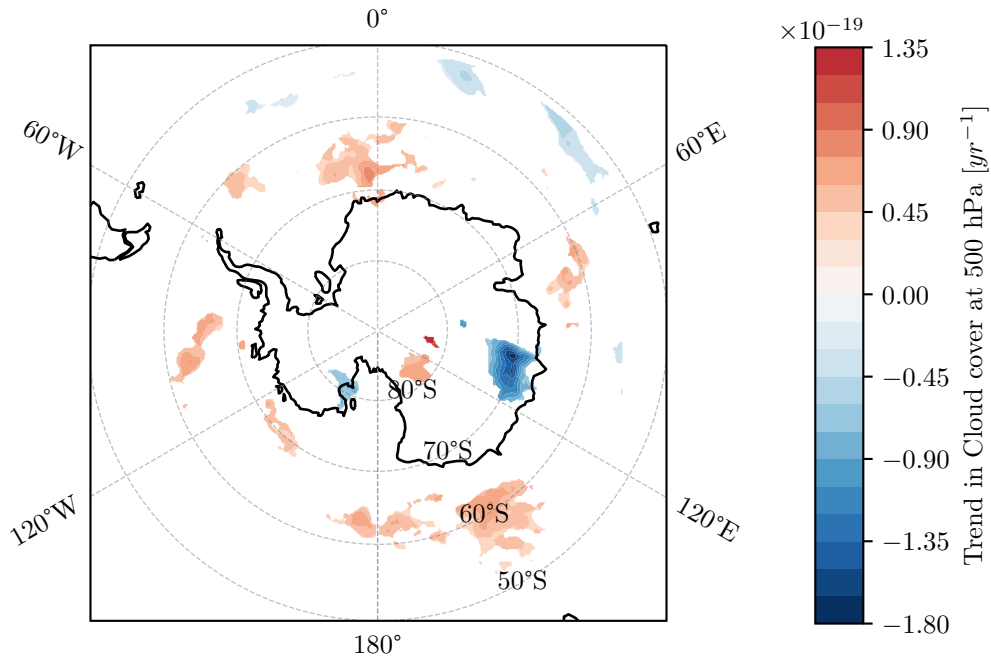 0°
×10⁻¹⁹
1.35
60°W
60°E
0.90
0.45
0.00
−0.45
−0.90
−1.35
−1.80
Trend in Cloud cover at 500 hPa [yr⁻¹]
80°S
70°S
60°S
50°S
120°W
120°E
180°